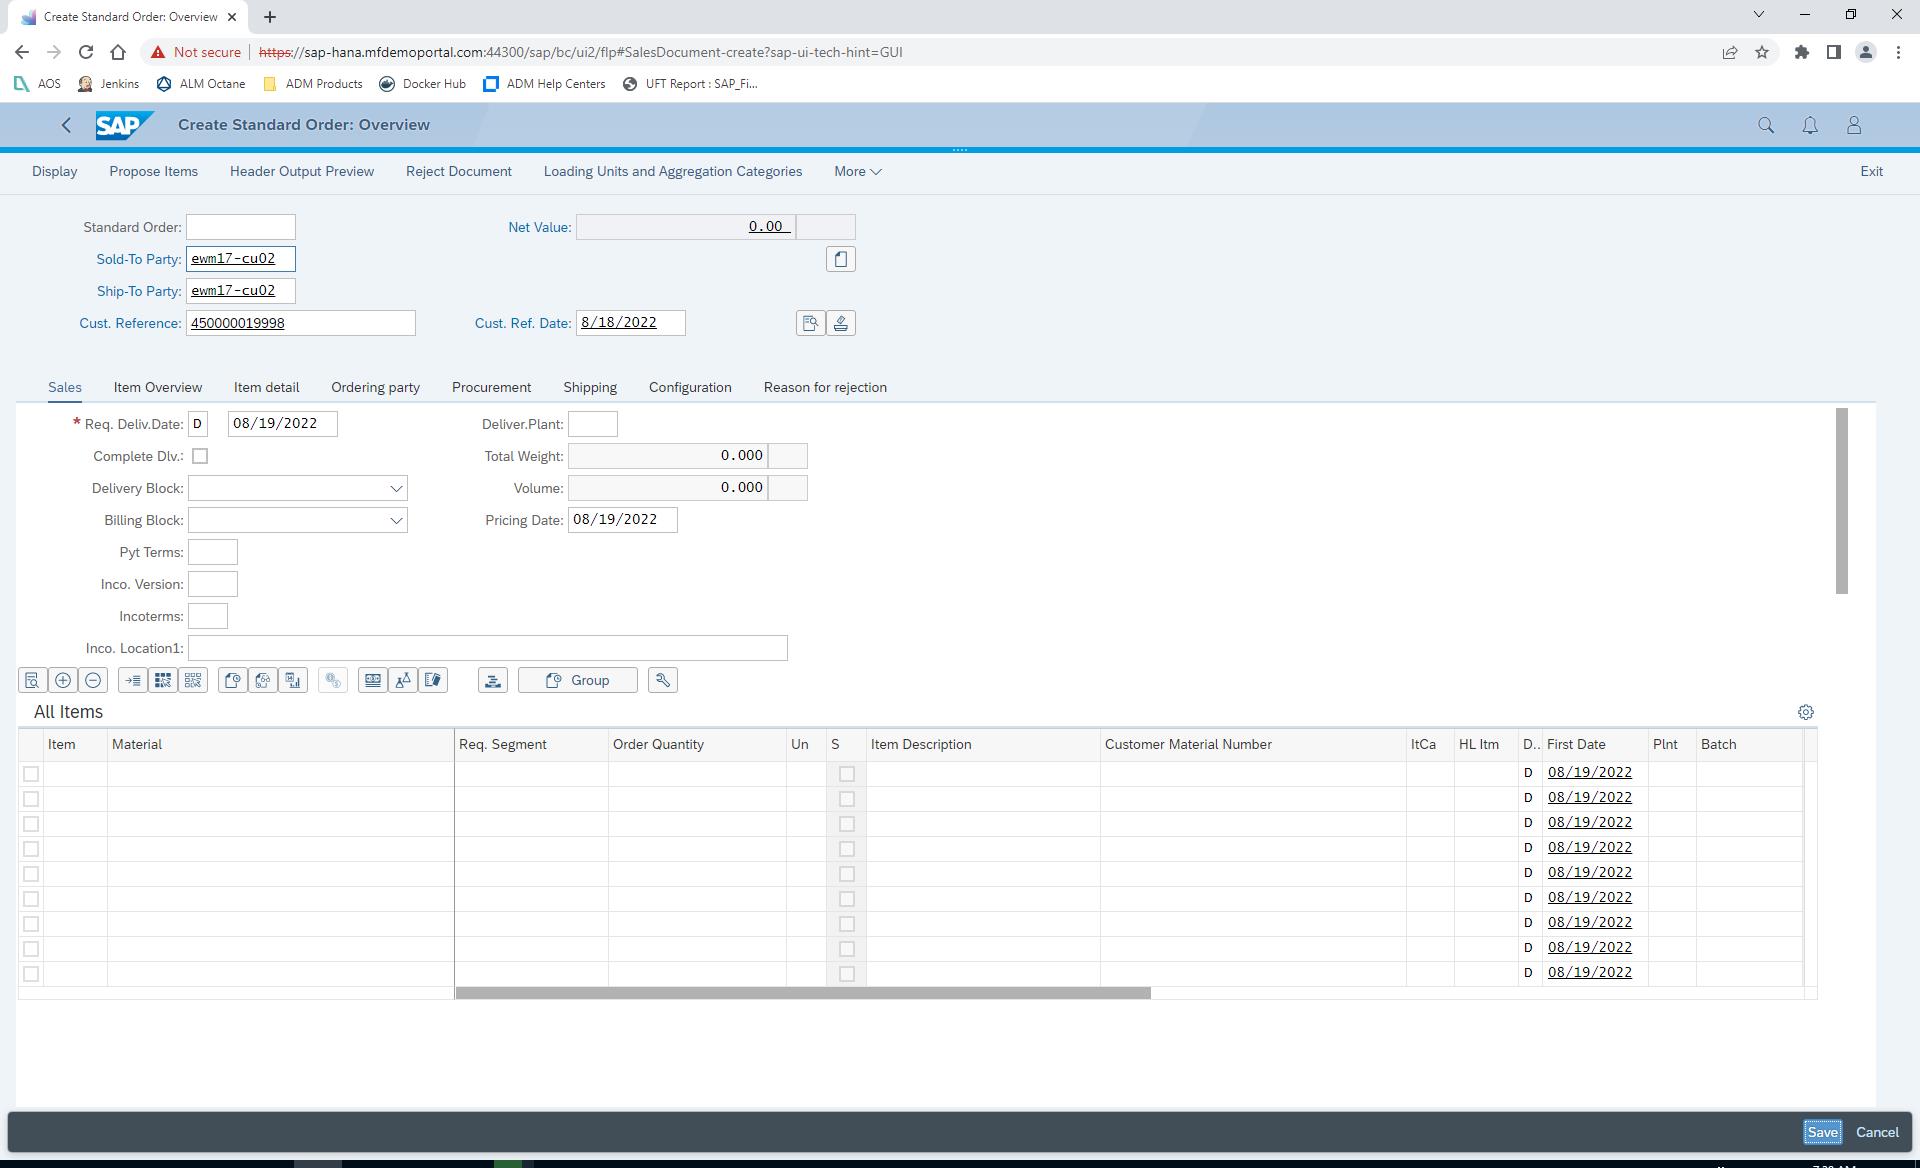 Create Standard Order: Overview
Not secure https://sap-hana.mfdemoportal.com:44300/sap/bc/ui2/flp#SalesDocument-create?sap-ui-tech-hint=GUI
AOS Jenkins ALM Octane ADM Products Docker Hub ADM Help Centers UFT Report : SAP_Fi...
SAP Create Standard Order: Overview
Display Propose Items Header Output Preview Reject Document Loading Units and Aggregation Categories More Exit
Standard Order: Net Value: 0.00
Sold-To Party: ewm17-cu02
Ship-To Party: ewm17-cu02
Cust. Reference: 450000019998 Cust. Ref. Date: 8/18/2022
Sales Item Overview Item detail Ordering party Procurement Shipping Configuration Reason for rejection
* Req. Deliv.Date: D 08/19/2022 Deliver.Plant:
Complete Dlv.: Total Weight: 0.000
Delivery Block: Volume: 0.000
Billing Block: Pricing Date: 08/19/2022
Pyt Terms:
Inco. Version:
Incoterms:
Inco. Location1:
Group
All Items
Item Material Req. Segment Order Quantity Un S Item Description Customer Material Number ItCa HL Itm D.. First Date Plnt Batch
D 08/19/2022
D 08/19/2022
D 08/19/2022
D 08/19/2022
D 08/19/2022
D 08/19/2022
D 08/19/2022
D 08/19/2022
D 08/19/2022
Save Cancel